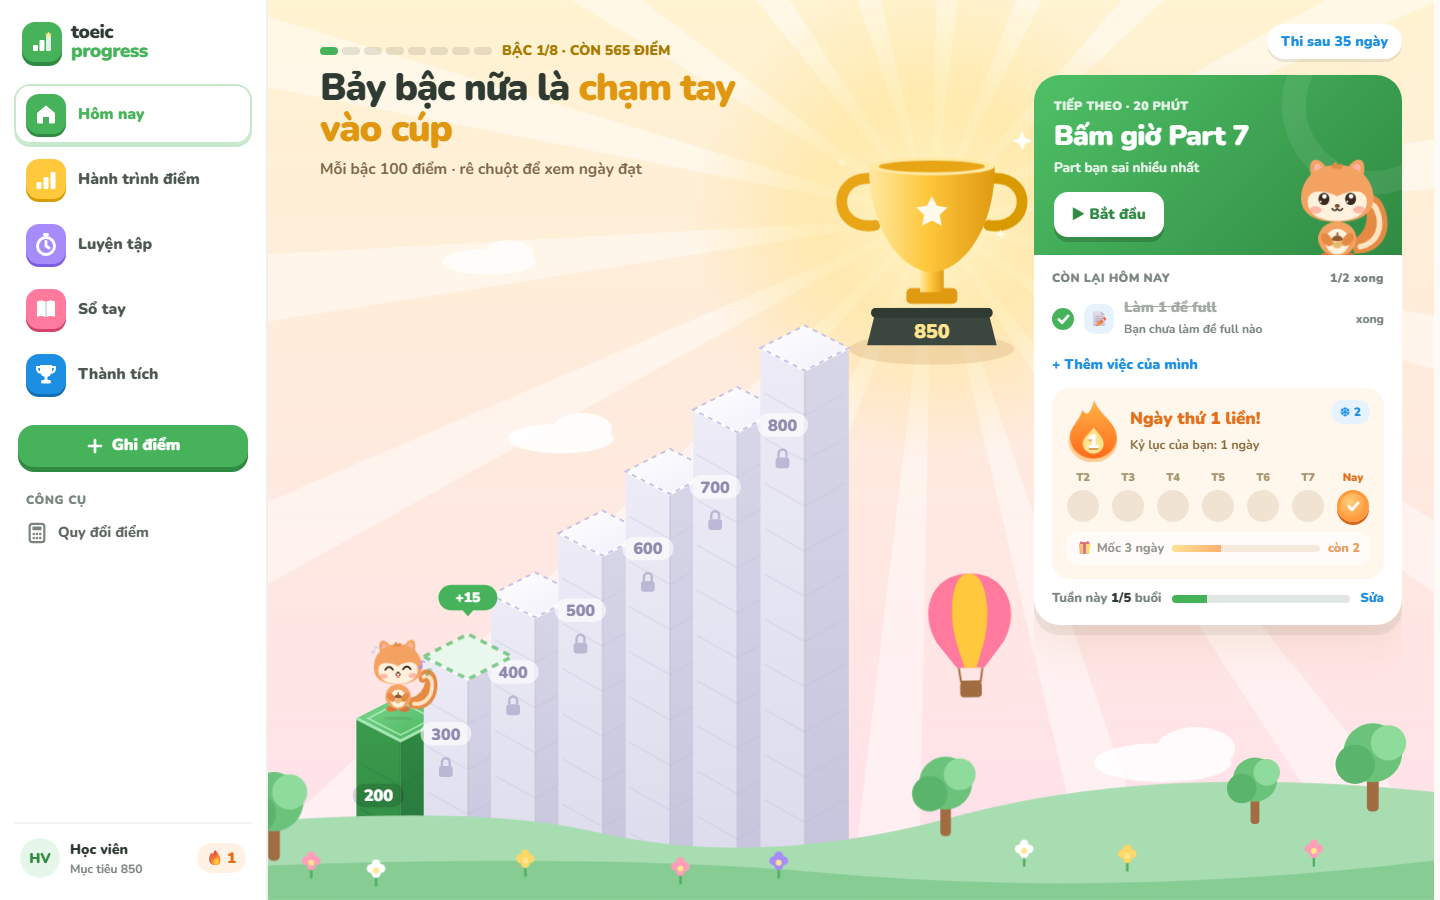 toeic
progress
Hôm nay
Hành trình điểm
Luyện tập
Sổ tay
Thành tích
+ Ghi điểm
CÔNG CỤ
Quy đổi điểm
HV
Học viên
Mục tiêu 850
1
BẬC 1/8 · CÒN 565 ĐIỂM
Bảy bậc nữa là chạm tay
vào cúp
Mỗi bậc 100 điểm · rê chuột để xem ngày đạt
850
800
700
600
500
+15
400
300
200
Thi sau 35 ngày
TIẾP THEO · 20 PHÚT
Bấm giờ Part 7
Part bạn sai nhiều nhất
Bắt đầu
CÒN LẠI HÔM NAY 1/2 xong
Làm 1 đề full
Bạn chưa làm đề full nào
xong
+ Thêm việc của mình
1
Ngày thứ 1 liền!
2
Kỷ lục của bạn: 1 ngày
T2 T3 T4 T5 T6 T7 Nay
Mốc 3 ngày còn 2
Tuần này 1/5 buổi Sửa